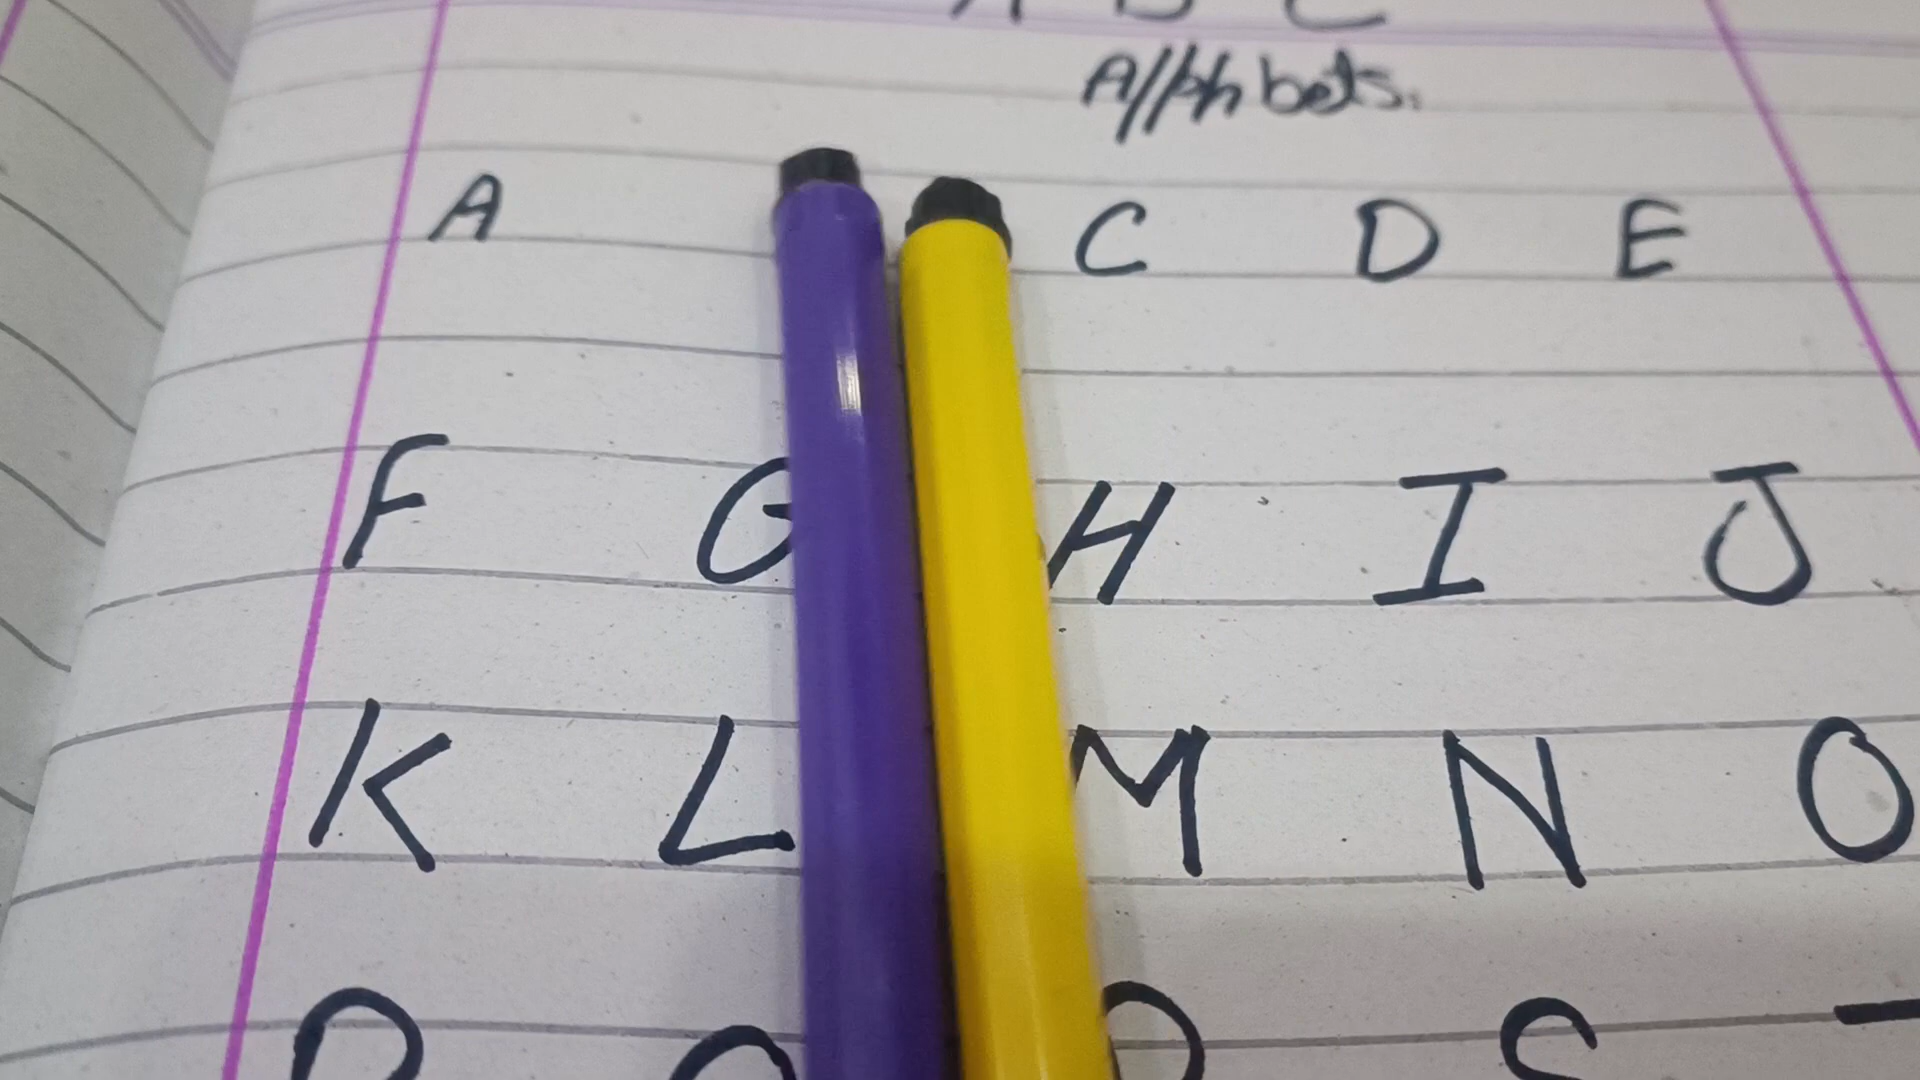 A B C
Allphbets.
A C D E
F G H I J
K L M N O
P Q R S T